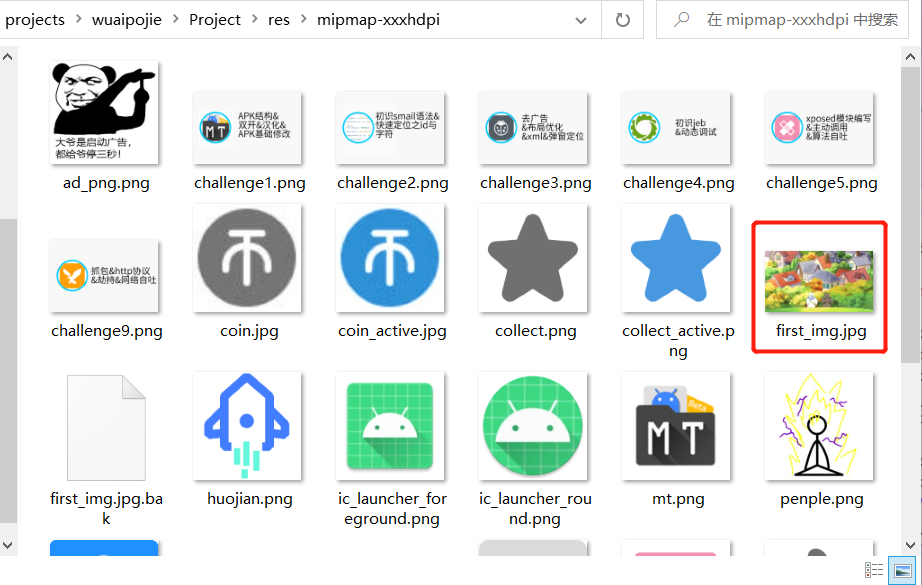 projects > wuaipojie > Project > res > mipmap-xxxhdpi
在 mipmap-xxxhdpi 中搜索
大爷是启动广告，
都给爷停三秒！
APK结构&
双开&汉化&
APK基础修改
初识smail语法&
快速定位之id与
字符
去广告
&布局优化
&xml&弹窗定位
初识jeb
&动态调试
xposed模块编写
&主动调用
&算法自吐
ad_png.png
challenge1.png
challenge2.png
challenge3.png
challenge4.png
challenge5.png
抓包&http协议
&劫持&网络自吐
challenge9.png
coin.jpg
coin_active.jpg
collect.png
collect_active.p
ng
first_img.jpg
Beta
MT
first_img.jpg.ba
k
huojian.png
ic_launcher_for
eground.png
ic_launcher_rou
nd.png
mt.png
penple.png